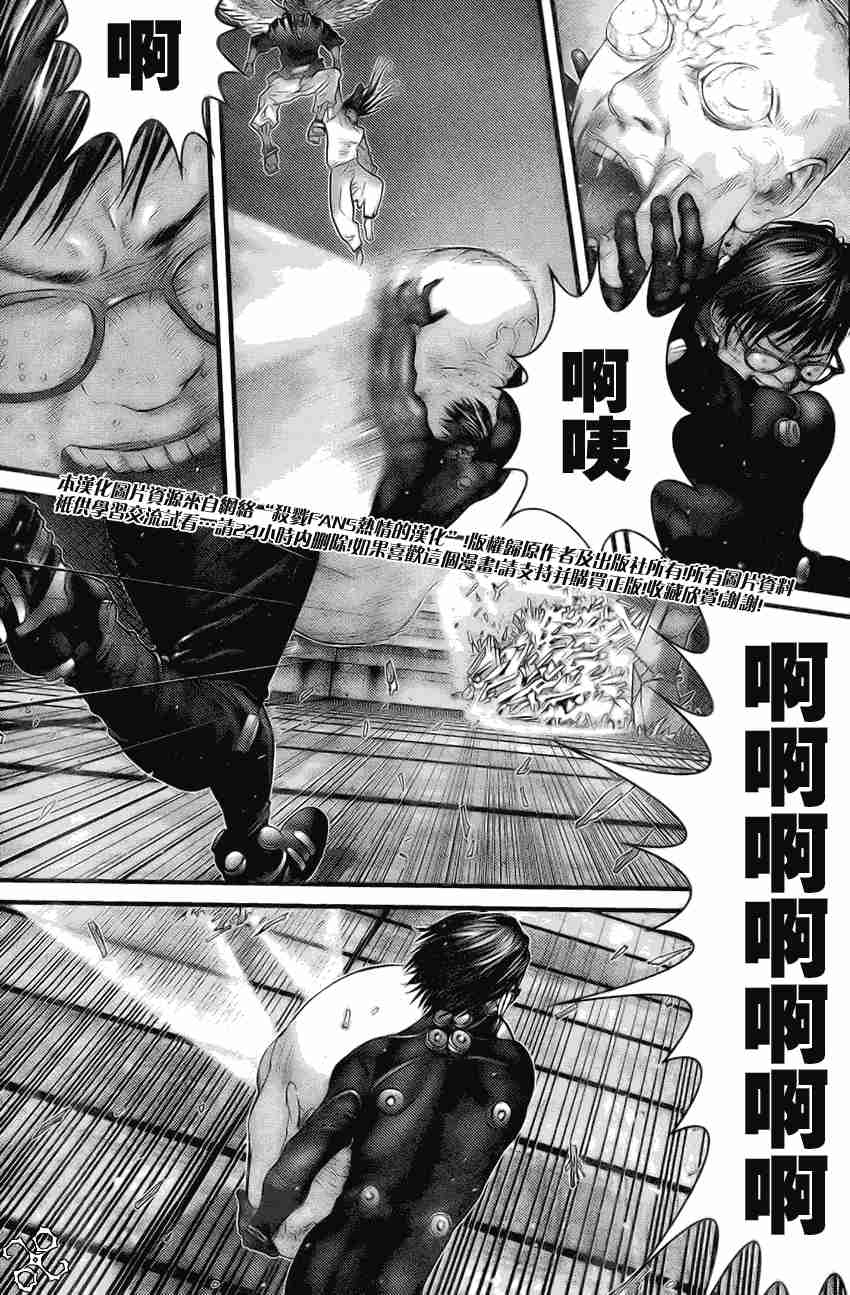 啊
咦
啊
本漢化圖片資源來自網絡“殺戮FANS熱情的漢化”!版權歸原作者及出版社所有!所有圖片資料
衹供學習交流試看…請24小時內刪除!如果喜歡這個漫畫!請支持并購買正版!收藏欣賞!謝謝!
啊啊啊啊啊啊啊